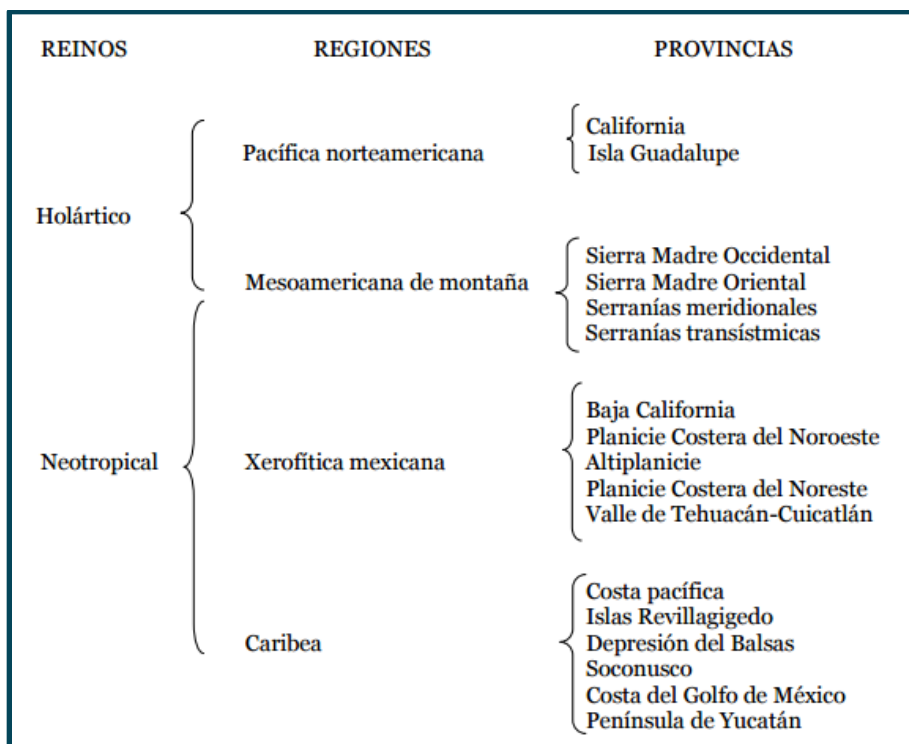 REINOS REGIONES PROVINCIAS
Holártico
Pacífica norteamericana
California
Isla Guadalupe
Mesoamericana de montaña
Sierra Madre Occidental
Sierra Madre Oriental
Serranías meridionales
Serranías transístmicas
Neotropical
Xerofítica mexicana
Baja California
Planicie Costera del Noroeste
Altiplanicie
Planicie Costera del Noreste
Valle de Tehuacán-Cuicatlán
Caribea
Costa pacífica
Islas Revillagigedo
Depresión del Balsas
Soconusco
Costa del Golfo de México
Península de Yucatán